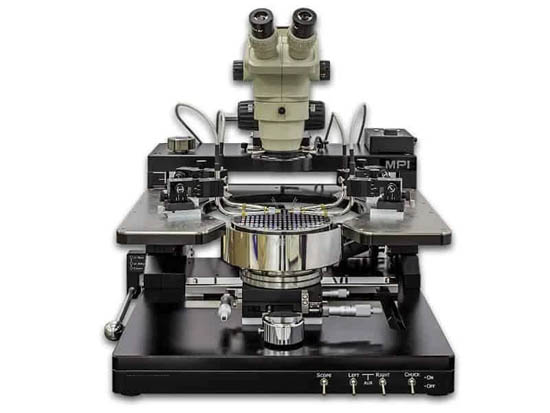 MPI
SCOPE LEFT RIGHT CHUCK -ON
AUX -OFF